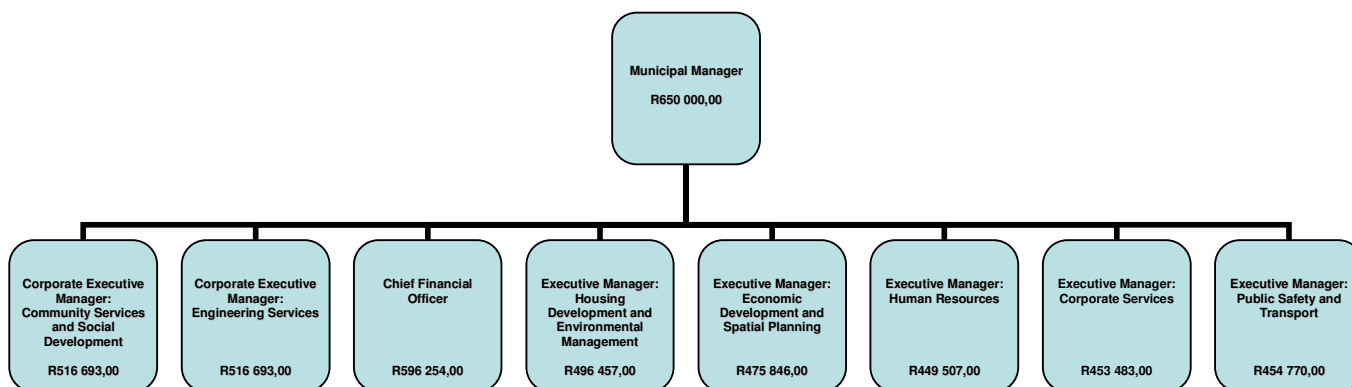 Municipal Manager
R650 000,00
Corporate Executive
Manager:
Community Services
and Social
Development
R516 693,00
Corporate Executive
Manager:
Engineering Services
R516 693,00
Chief Financial
Officer
R596 254,00
Executive Manager:
Housing
Development and
Environmental
Management
R496 457,00
Executive Manager:
Economic
Development and
Spatial Planning
R475 846,00
Executive Manager:
Human Resources
R449 507,00
Executive Manager:
Corporate Services
R453 483,00
Executive Manager:
Public Safety and
Transport
R454 770,00